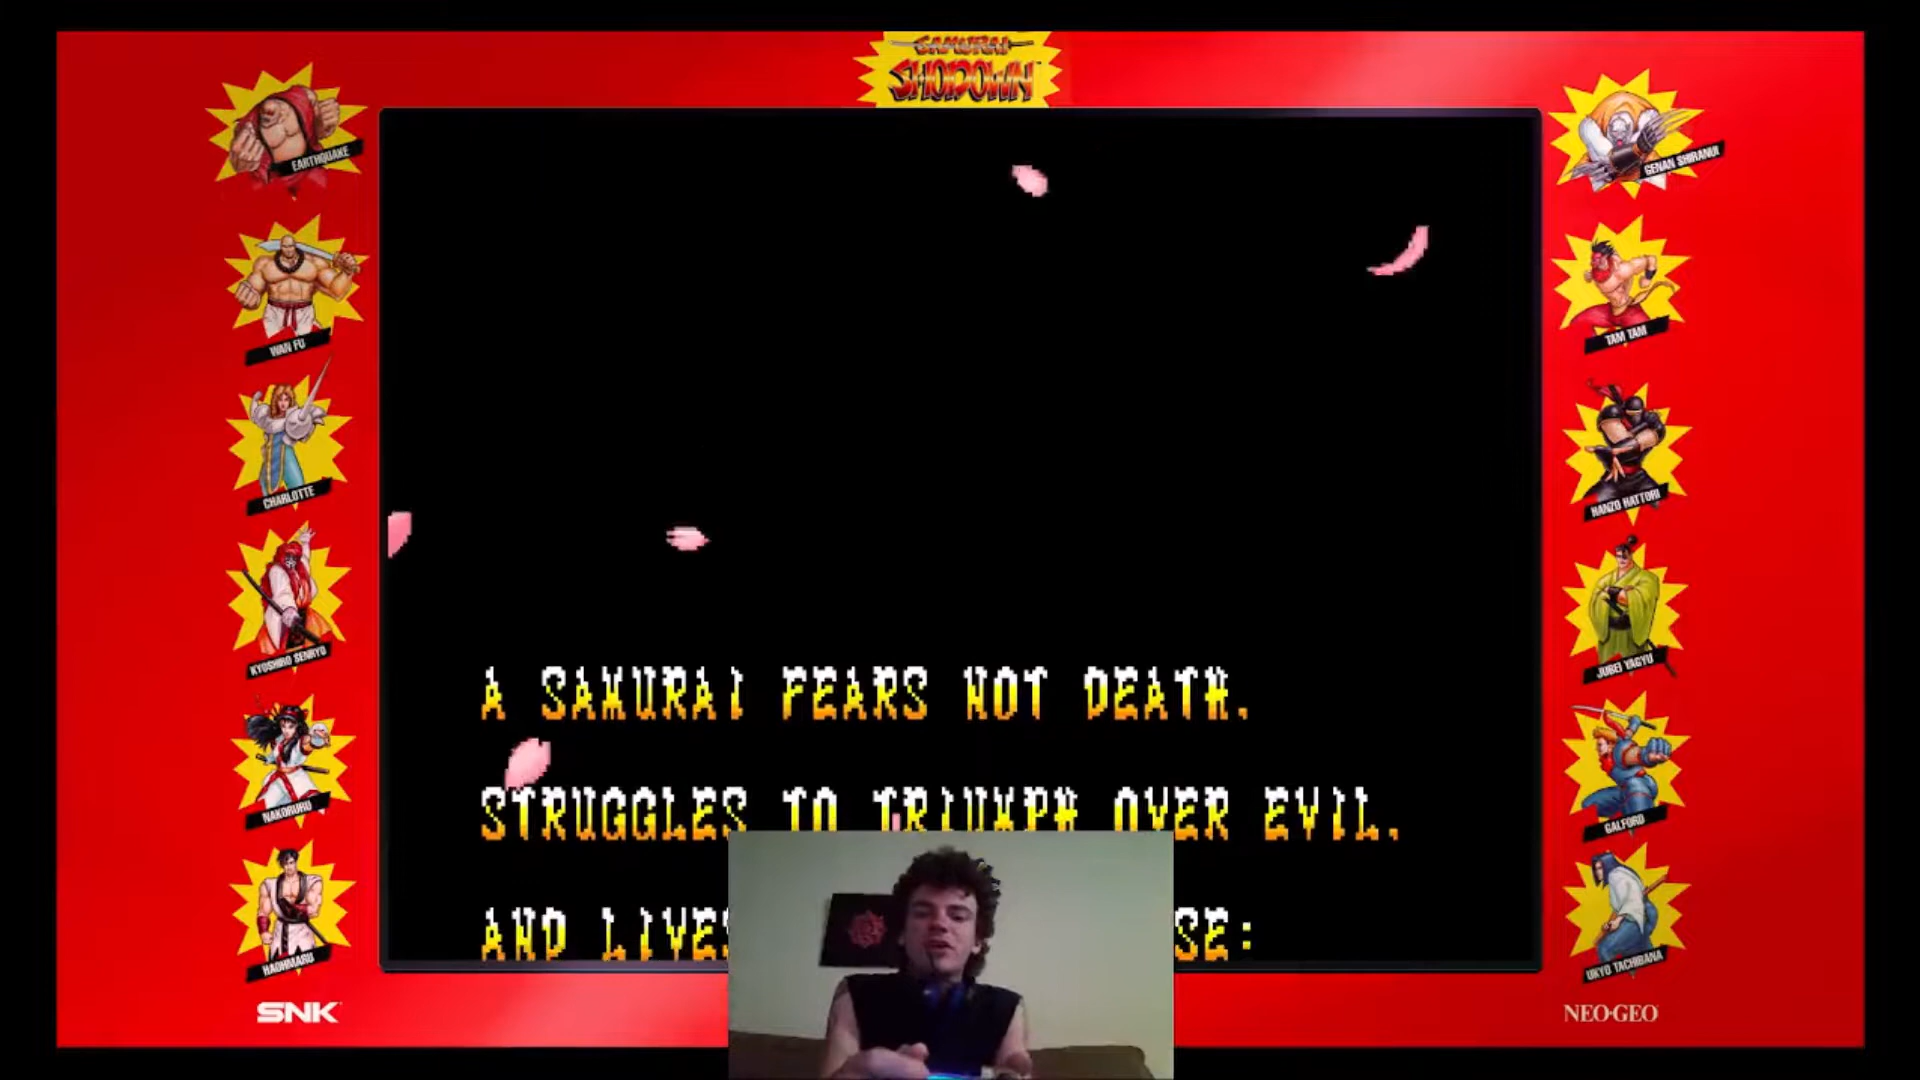 SAMURAI
SHODOWN
EARTHQUAKE
WAN FU
CHARLOTTE
KYOSHIRO SENRYO
NAKORURU
HAOHMARU
SNK
A SAMURAI FEARS NOT DEATH.
STRUGGLES TO TRIUMPH OVER EVIL.
AND LIVES SE:
GENAN SHIRANUI
TAM TAM
HANZO HATTORI
JUBEI YAGYU
GALFORD
UKYO TACHIBANA
NEO·GEO